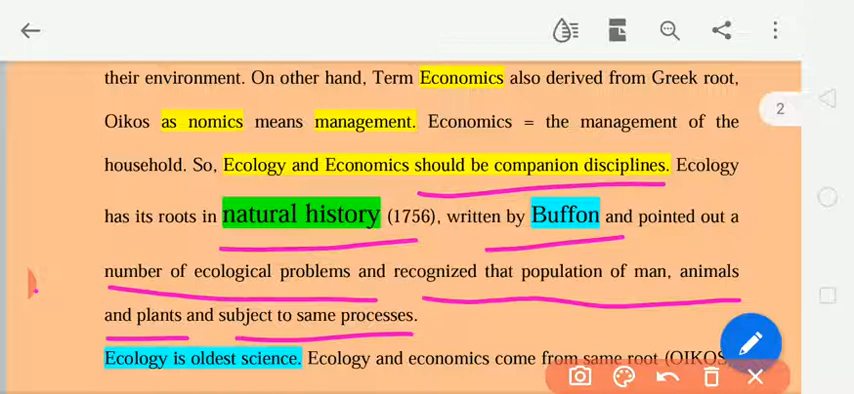 their environment. On other hand, Term Economics also derived from Greek root,
2
Oikos as nomics means management. Economics = the management of the
household. So, Ecology and Economics should be companion disciplines. Ecology
has its roots in natural history (1756), written by Buffon and pointed out a
number of ecological problems and recognized that population of man, animals
and plants and subject to same processes.
Ecology is oldest science. Ecology and economics come from same root (OIKOS,